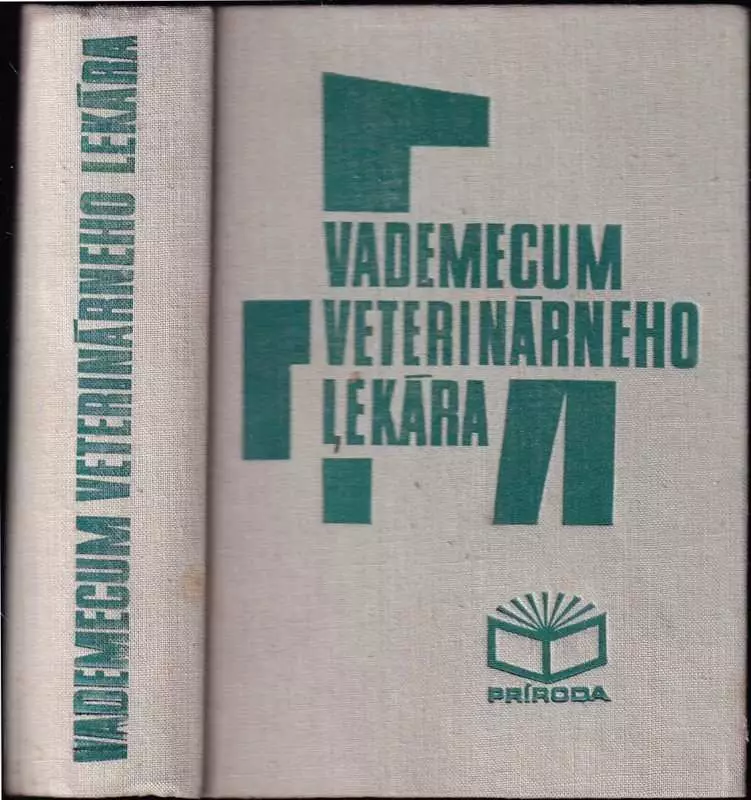 VADEMECUM VETERINÁRNEHO LEKÁRA
VADEMECUM
VETERINÁRNEHO
LEKÁRA
PRÍRODA